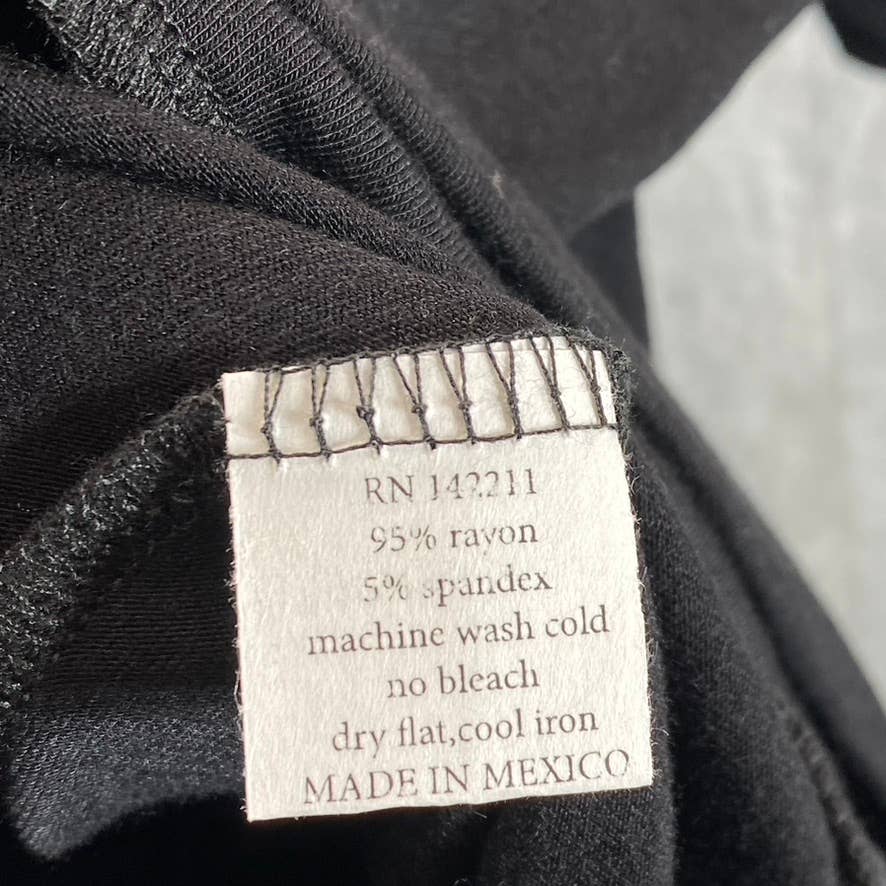 RN 142211
95% rayon
5% spandex
machine wash cold
no bleach
dry flat,cool iron
MADE IN MEXICO